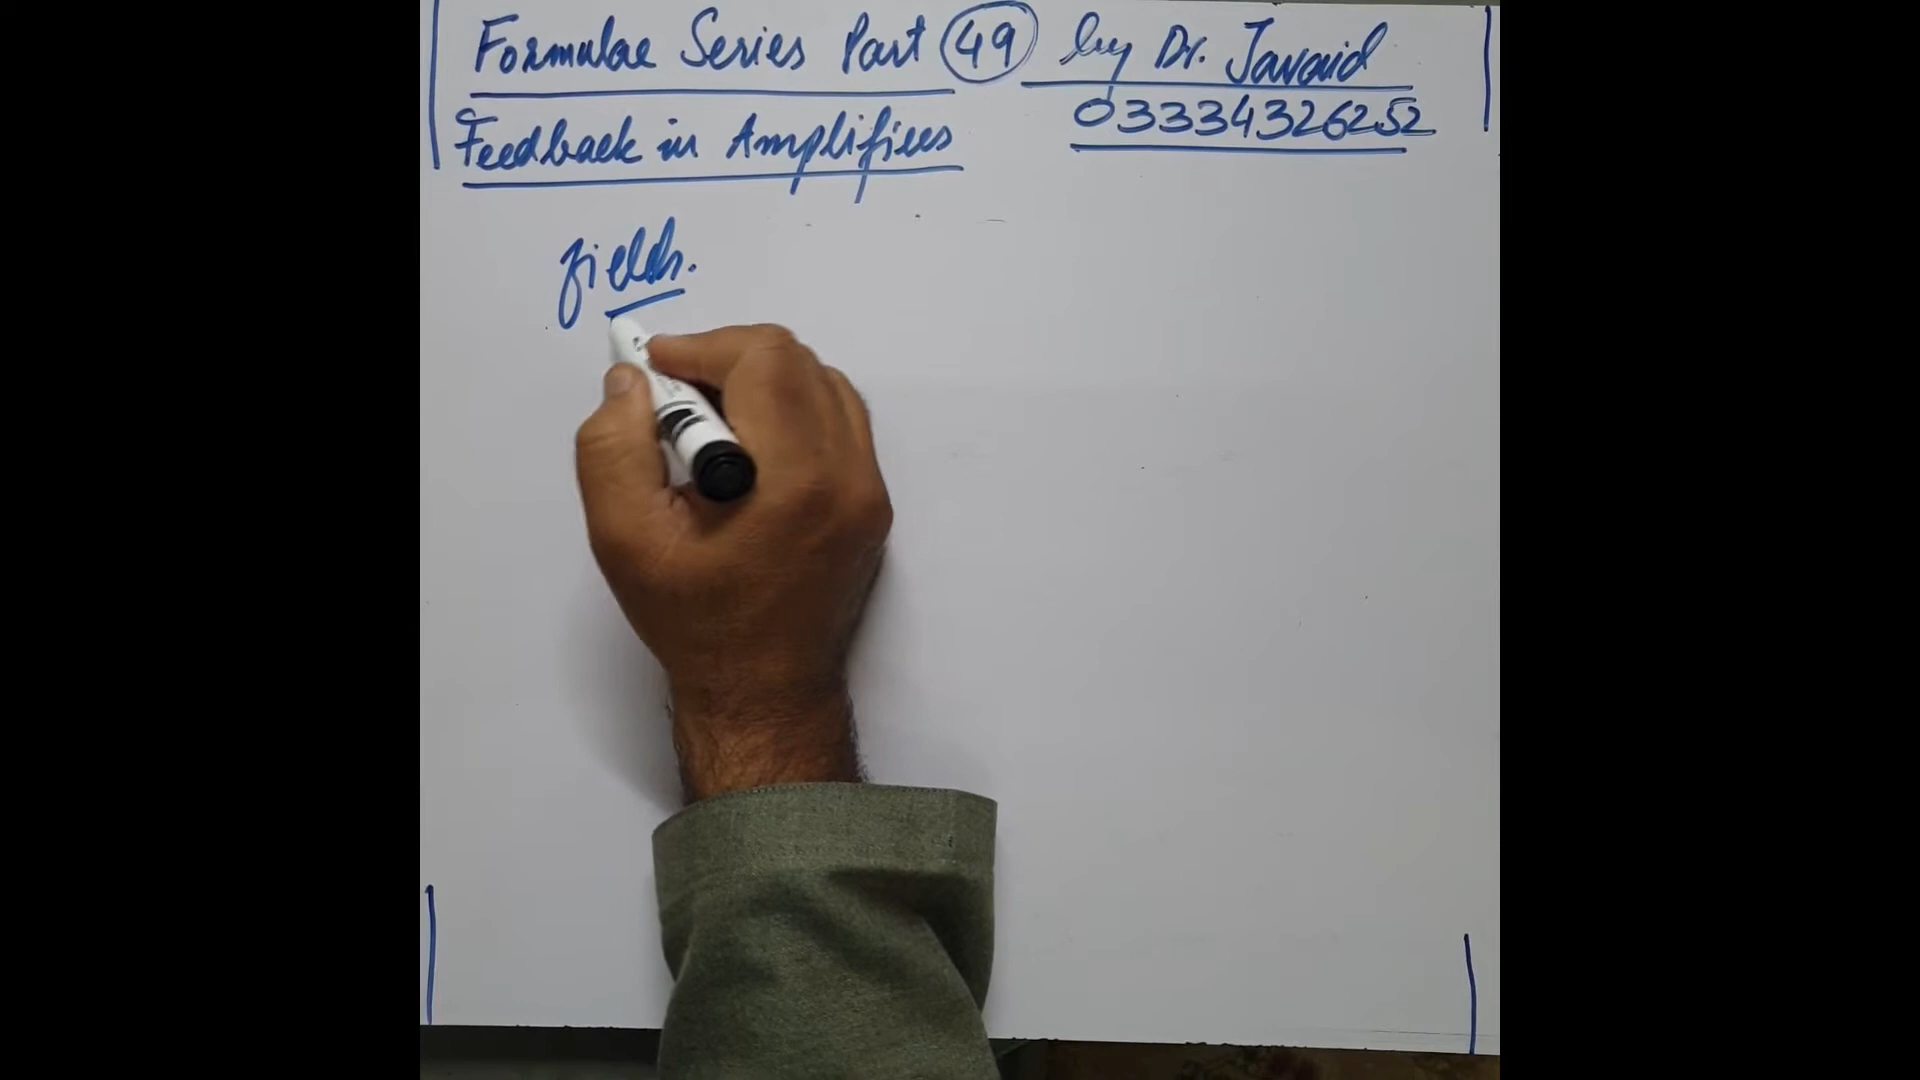 Formulae Series Part 49 by Dr. Javaid
03334326252
Feedback in Amplifiers
fields.